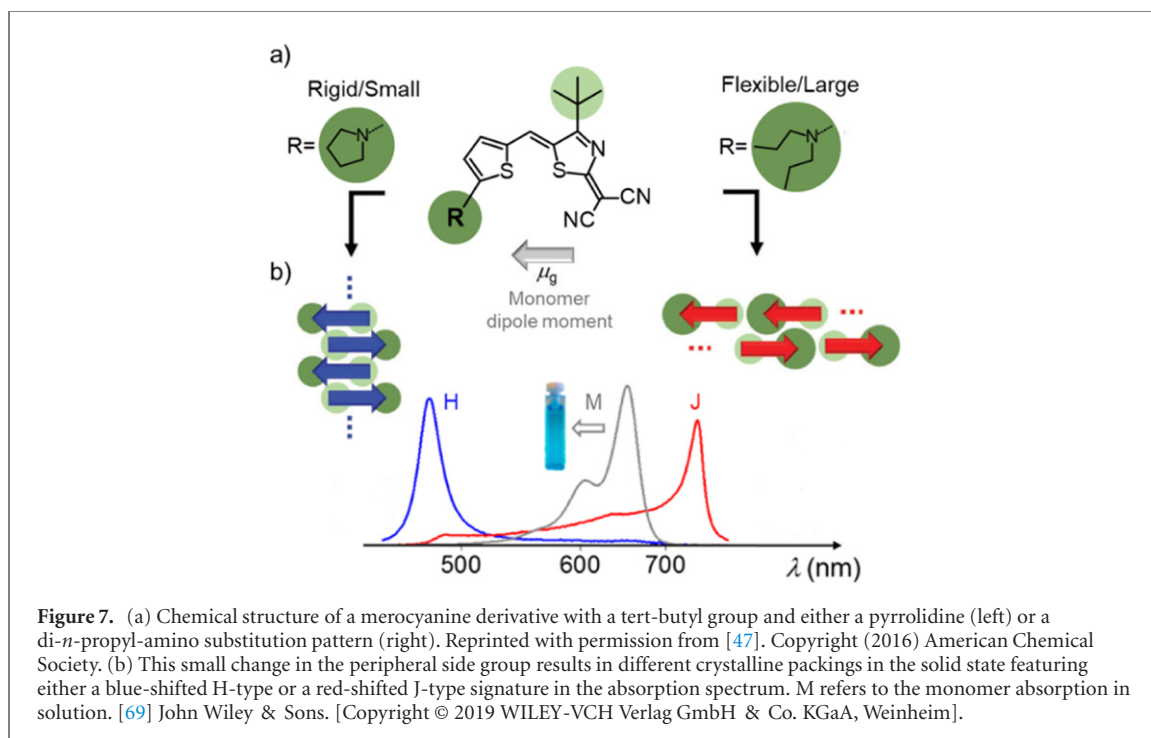 a)
Rigid/Small
Flexible/Large
R=
N
N
S
S
N
CN
NC
R
R=
N
μg
Monomer
dipole moment
b)
H
M
J
500
600
700
λ (nm)
Figure 7. (a) Chemical structure of a merocyanine derivative with a tert-butyl group and either a pyrrolidine (left) or a
di-n-propyl-amino substitution pattern (right). Reprinted with permission from [47]. Copyright (2016) American Chemical
Society. (b) This small change in the peripheral side group results in different crystalline packings in the solid state featuring
either a blue-shifted H-type or a red-shifted J-type signature in the absorption spectrum. M refers to the monomer absorption in
solution. [69] John Wiley & Sons. [Copyright © 2019 WILEY-VCH Verlag GmbH & Co. KGaA, Weinheim].